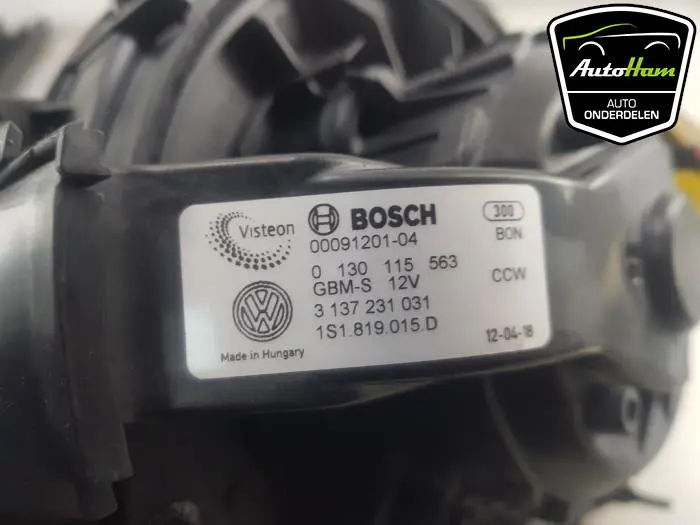 AutoHam
AUTO
ONDERDELEN
Visteon
BOSCH
300
00091201-04
BON
0 130 115 563
GBM-S 12V
CCW
3 137 231 031
1S1.819.015.D
12-04-18
Made in Hungary